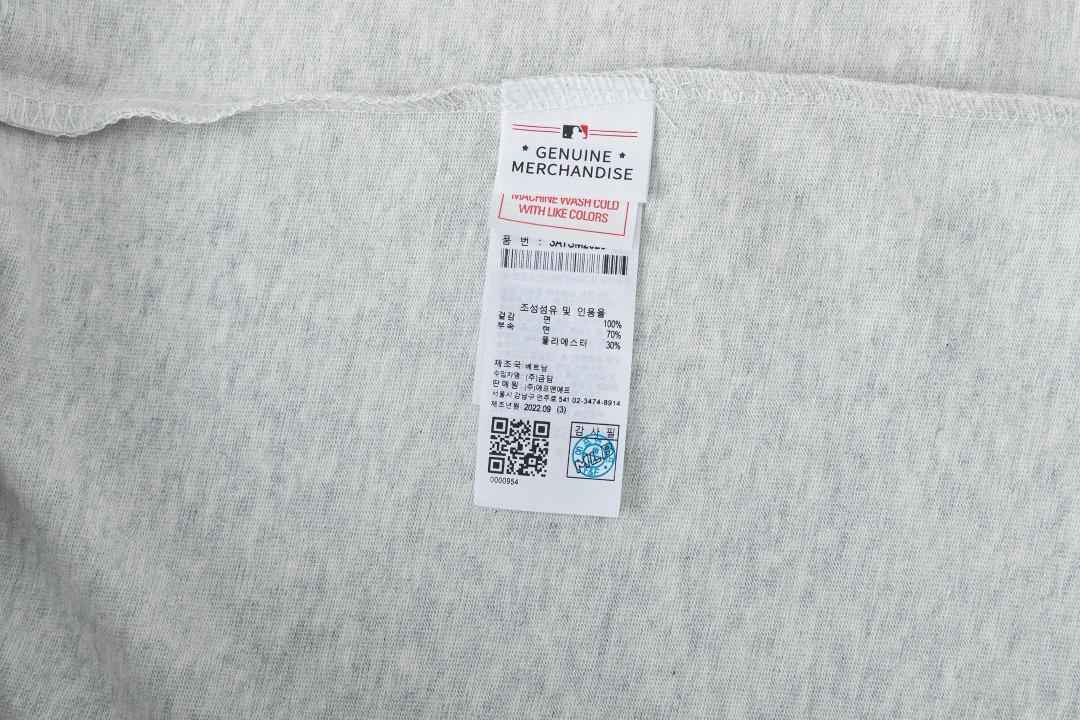 GENUINE
MERCHANDISE
MACHINE WASH COLD
WITH LIKE COLORS
품 번 :
조성섬유 및 인용율
겉감 면 100%
부속 면 70%
폴리에스터 30%
제조국: 베트남
수입자명: (주)금담
판매원: (주)에프앤에프
서울시 강남구 언주로 541 02-3474-8914
제조년월: 2022.09 (3)
0000954
감 사 필